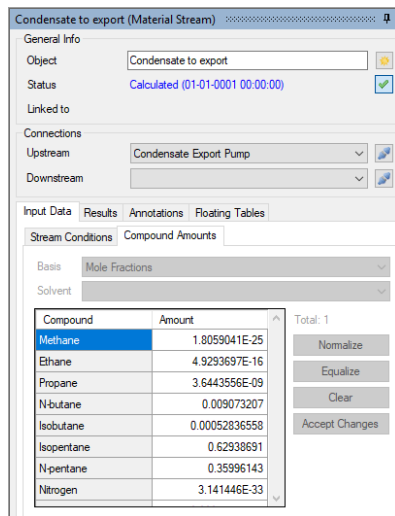 Condensate to export (Material Stream)
General Info
Object Condensate to export
Status Calculated (01-01-0001 00:00:00)
Linked to
Connections
Upstream Condensate Export Pump
Downstream
Input Data Results Annotations Floating Tables
Stream Conditions Compound Amounts
Basis Mole Fractions
Solvent
Compound Amount Total: 1
Methane 1.8059041E-25 Normalize
Ethane 4.9293697E-16 Equalize
Propane 3.6443556E-09
N-butane 0.009073207 Clear
Isobutane 0.00052836558 Accept Changes
Isopentane 0.62938691
N-pentane 0.35996143
Nitrogen 3.141446E-33